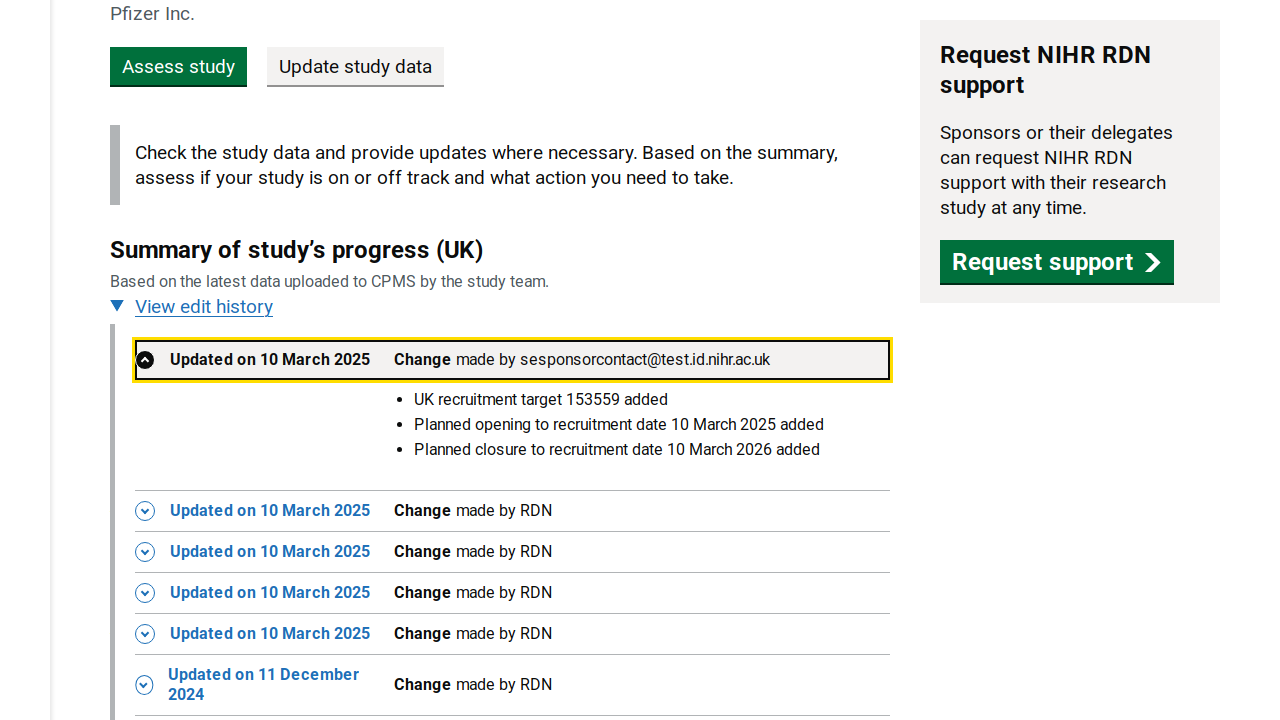 Pfizer Inc.
Assess study
Update study data
Check the study data and provide updates where necessary. Based on the summary,
assess if your study is on or off track and what action you need to take.
Summary of study’s progress (UK)
Based on the latest data uploaded to CPMS by the study team.
View edit history
Updated on 10 March 2025 Change made by sesponsorcontact@test.id.nihr.ac.uk
UK recruitment target 153559 added
Planned opening to recruitment date 10 March 2025 added
Planned closure to recruitment date 10 March 2026 added
Updated on 10 March 2025 Change made by RDN
Updated on 10 March 2025 Change made by RDN
Updated on 10 March 2025 Change made by RDN
Updated on 10 March 2025 Change made by RDN
Updated on 11 December
2024
Change made by RDN
Request NIHR RDN
support
Sponsors or their delegates
can request NIHR RDN
support with their research
study at any time.
Request support